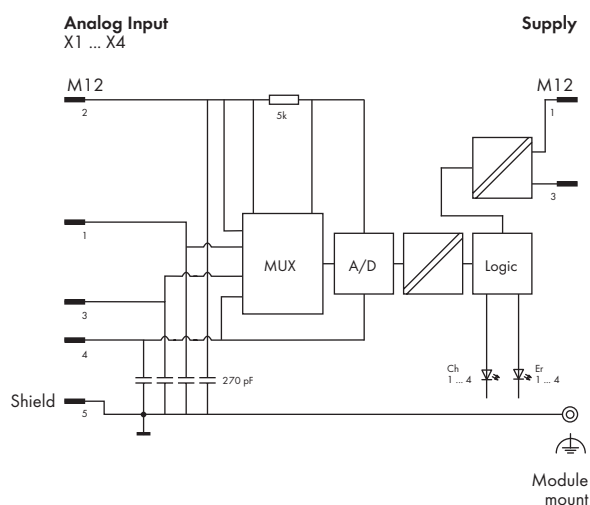 Analog Input
X1 ... X4
Supply
M12
2
5k
M12
1
3
1
MUX
A/D
Logic
3
4
Ch
1 ... 4
Er
1 ... 4
270 pF
Shield
5
Module
mount